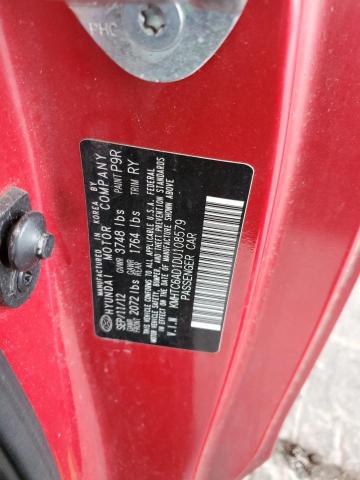 PHC
MANUFACTURED IN KOREA BY
HYUNDAI MOTOR COMPANY
SEP/11/12 GVWR 3748 lbs PAINT P9R
GAWR FRONT 2072 lbs GAWR REAR 1764 lbs TRIM RY
THIS VEHICLE CONFORMS TO ALL APPLICABLE U.S.A. FEDERAL
MOTOR VEHICLE SAFETY, BUMPER, AND THEFT PREVENTION STANDARDS
IN EFFECT ON THE DATE OF MANUFACTURE SHOWN ABOVE
V.I.N KMHTC6AD1DU108579
PASSENGER CAR